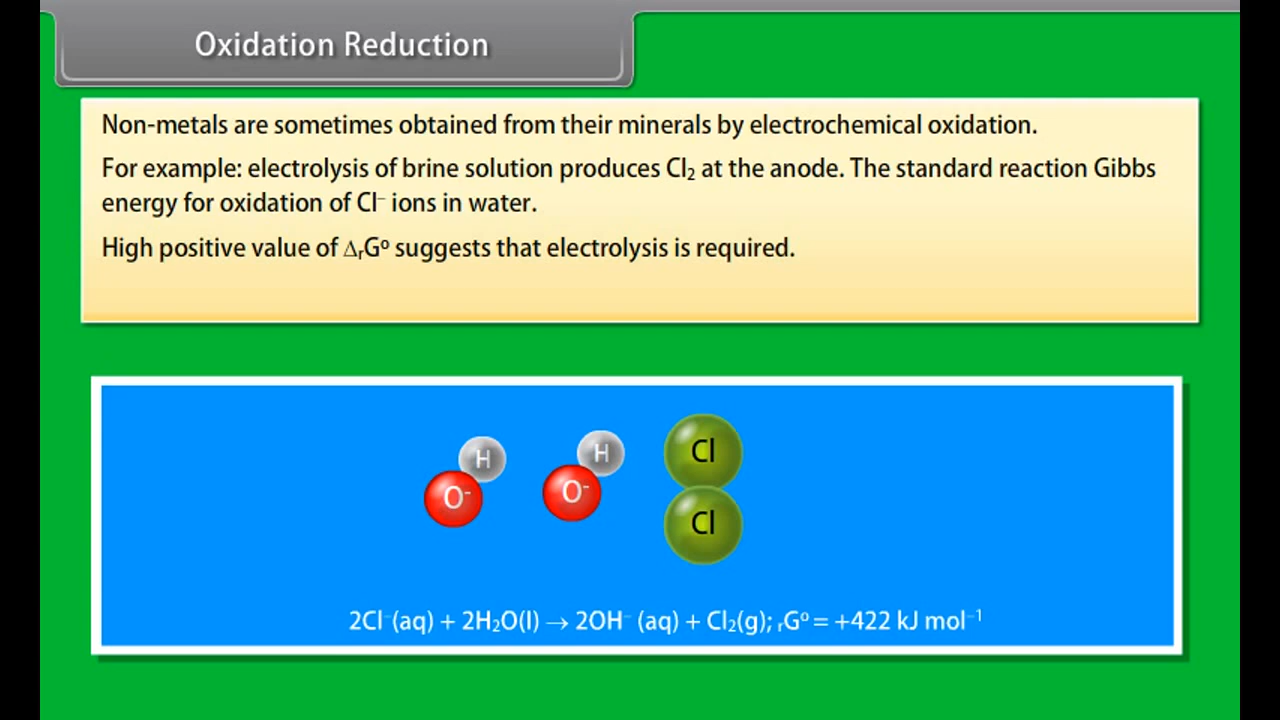 Oxidation Reduction
Non-metals are sometimes obtained from their minerals by electrochemical oxidation.
For example: electrolysis of brine solution produces Cl₂ at the anode. The standard reaction Gibbs
energy for oxidation of Cl⁻ ions in water.
High positive value of ΔᵣG⁰ suggests that electrolysis is required.
H H Cl
O⁻ O⁻ Cl
2Cl⁻(aq) + 2H₂O(l) → 2OH⁻ (aq) + Cl₂(g); ᵣG⁰ = +422 kJ mol⁻¹